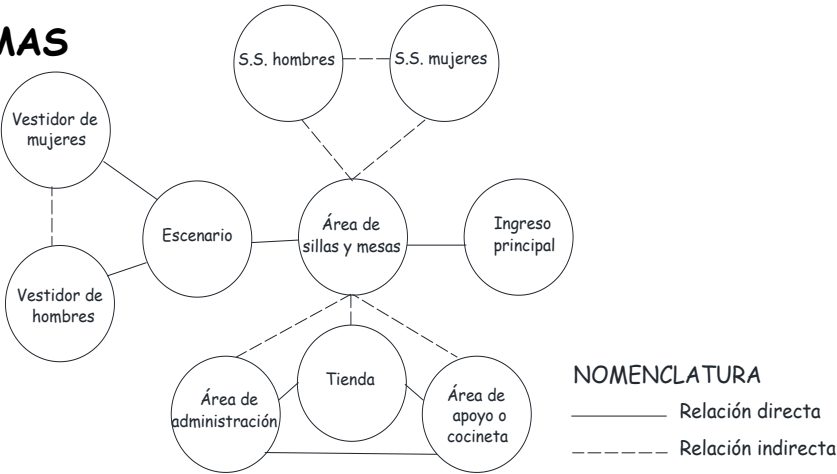 MAS
S.S. hombres
S.S. mujeres
Vestidor de
mujeres
Escenario
Área de
sillas y mesas
Ingreso
principal
Vestidor de
hombres
Tienda
Área de
administración
Área de
apoyo o
cocineta
NOMENCLATURA
Relación directa
Relación indirecta